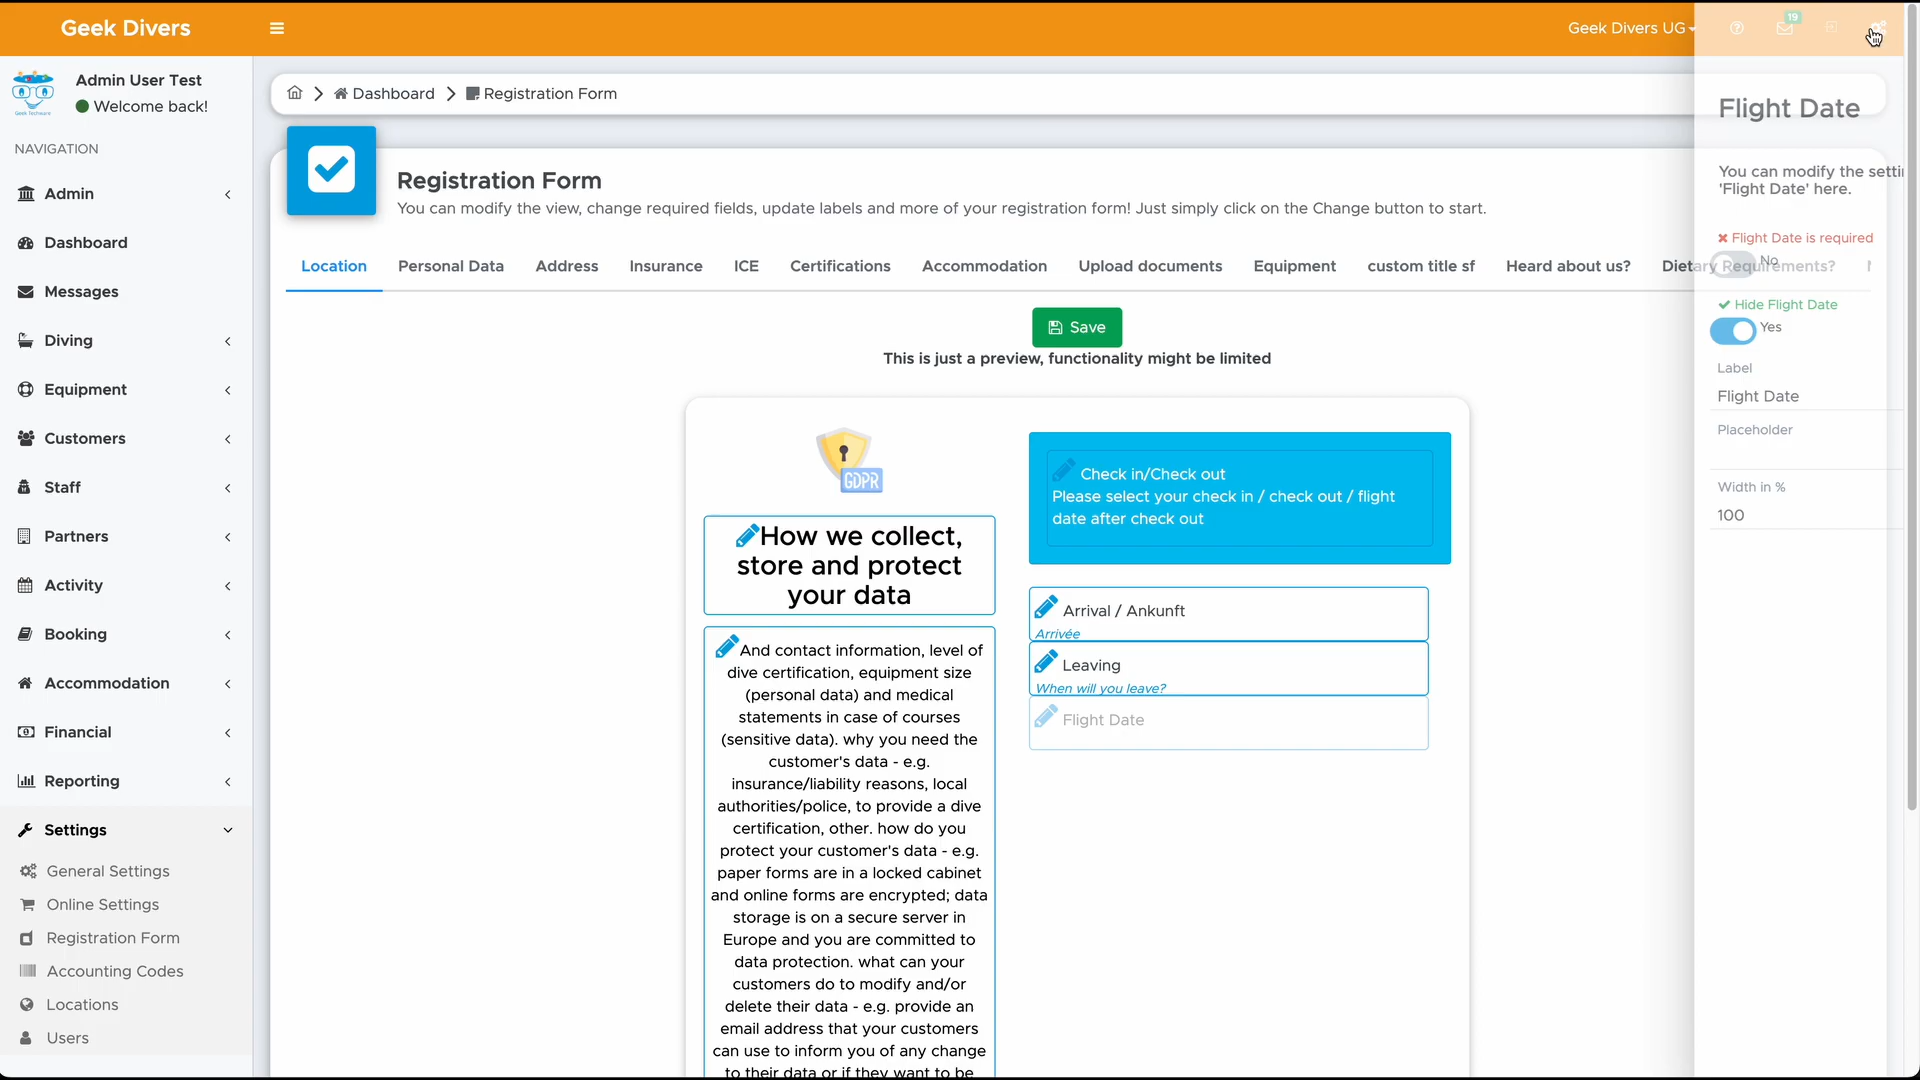 Geek Divers
Geek Divers UG
19
Admin User Test
Welcome back!
Geek Techware
NAVIGATION
Admin
Dashboard
Messages
Diving
Equipment
Customers
Staff
Partners
Activity
Booking
Accommodation
Financial
Reporting
Settings
General Settings
Online Settings
Registration Form
Accounting Codes
Locations
Users
Dashboard
Registration Form
Registration Form
You can modify the view, change required fields, update labels and more of your registration form! Just simply click on the Change button to start.
Location
Personal Data
Address
Insurance
ICE
Certifications
Accommodation
Upload documents
Equipment
custom title sf
Heard about us?
Dietary Requirements?
Save
This is just a preview, functionality might be limited
GDPR
How we collect,
store and protect
your data
And contact information, level of
dive certification, equipment size
(personal data) and medical
statements in case of courses
(sensitive data). why you need the
customer's data - e.g.
insurance/liability reasons, local
authorities/police, to provide a dive
certification, other. how do you
protect your customer's data - e.g.
paper forms are in a locked cabinet
and online forms are encrypted; data
storage is on a secure server in
Europe and you are committed to
data protection. what can your
customers do to modify and/or
delete their data - e.g. provide an
email address that your customers
can use to inform you of any change
to their data or if they want to be
Check in/Check out
Please select your check in / check out / flight
date after check out
Arrival / Ankunft
Arrivée
Leaving
When will you leave?
Flight Date
Flight Date
You can modify the setti
'Flight Date' here.
Flight Date is required
No
Hide Flight Date
Yes
Label
Flight Date
Placeholder
Width in %
100